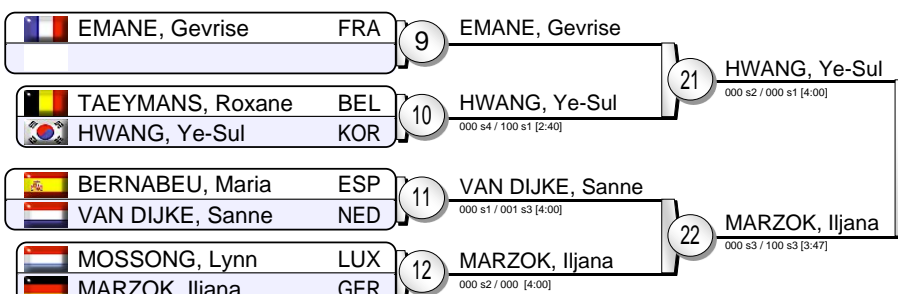 EMANE, Gevrise FRA
9
EMANE, Gevrise
21
HWANG, Ye-Sul
000 s2 / 000 s1 [4:00]
TAEYMANS, Roxane BEL
HWANG, Ye-Sul KOR
10
HWANG, Ye-Sul
000 s4 / 100 s1 [2:40]
BERNABEU, Maria ESP
VAN DIJKE, Sanne NED
11
VAN DIJKE, Sanne
000 s1 / 001 s3 [4:00]
22
MARZOK, Iljana
000 s3 / 100 s3 [3:47]
MOSSONG, Lynn LUX
MARZOK, Iljana GER
12
MARZOK, Iljana
000 s2 / 000 [4:00]